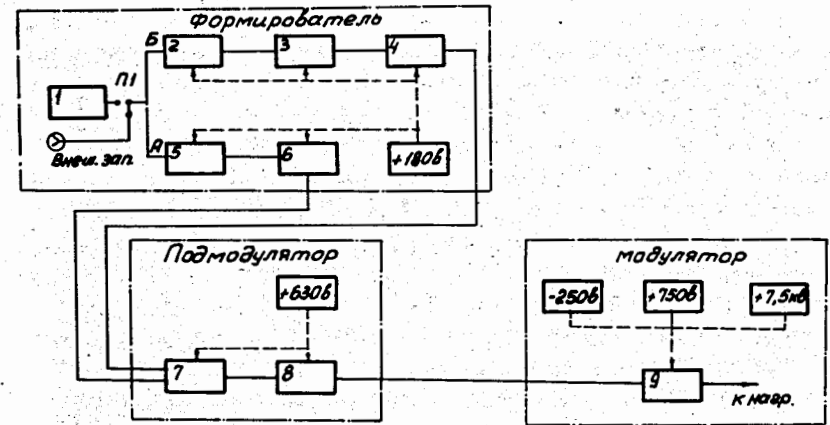 Формирователь
Б 2 3 4
П1
1
Внеш. зап.
А 5 6 +180в
Подмодулятор модулятор
+630в -250в +750в +7,5кв
7 8 9
к нагр.